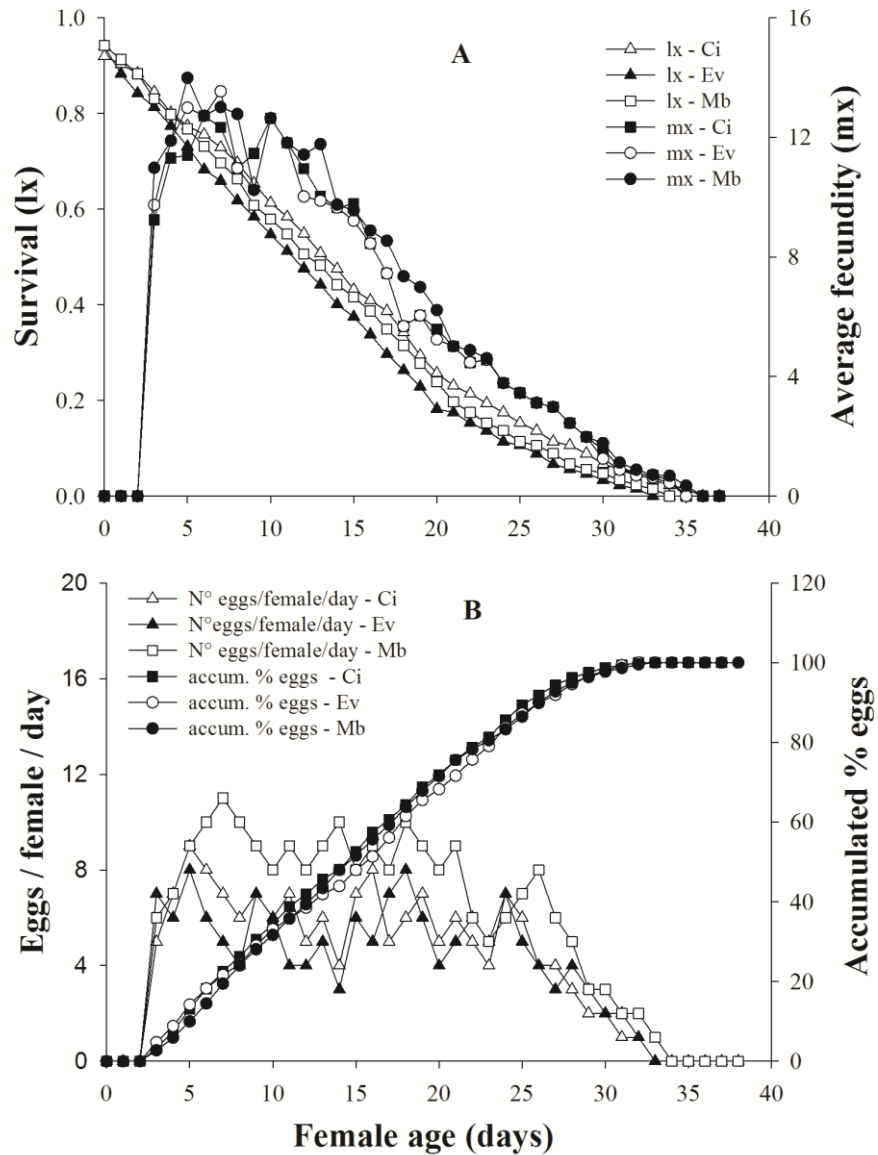 A
lx - Ci
lx - Ev
lx - Mb
mx - Ci
mx - Ev
mx - Mb
Survival (lx)
1.0
0.8
0.6
0.4
0.2
0.0
Average fecundity (mx)
16
12
8
4
0
0 5 10 15 20 25 30 35 40
B
N° eggs/female/day - Ci
N°eggs/female/day - Ev
N° eggs/female/day - Mb
accum. % eggs - Ci
accum. % eggs - Ev
accum. % eggs - Mb
Eggs / female / day
20
16
12
8
4
0
Accumulated % eggs
120
100
80
60
40
20
0
0 5 10 15 20 25 30 35 40
Female age (days)